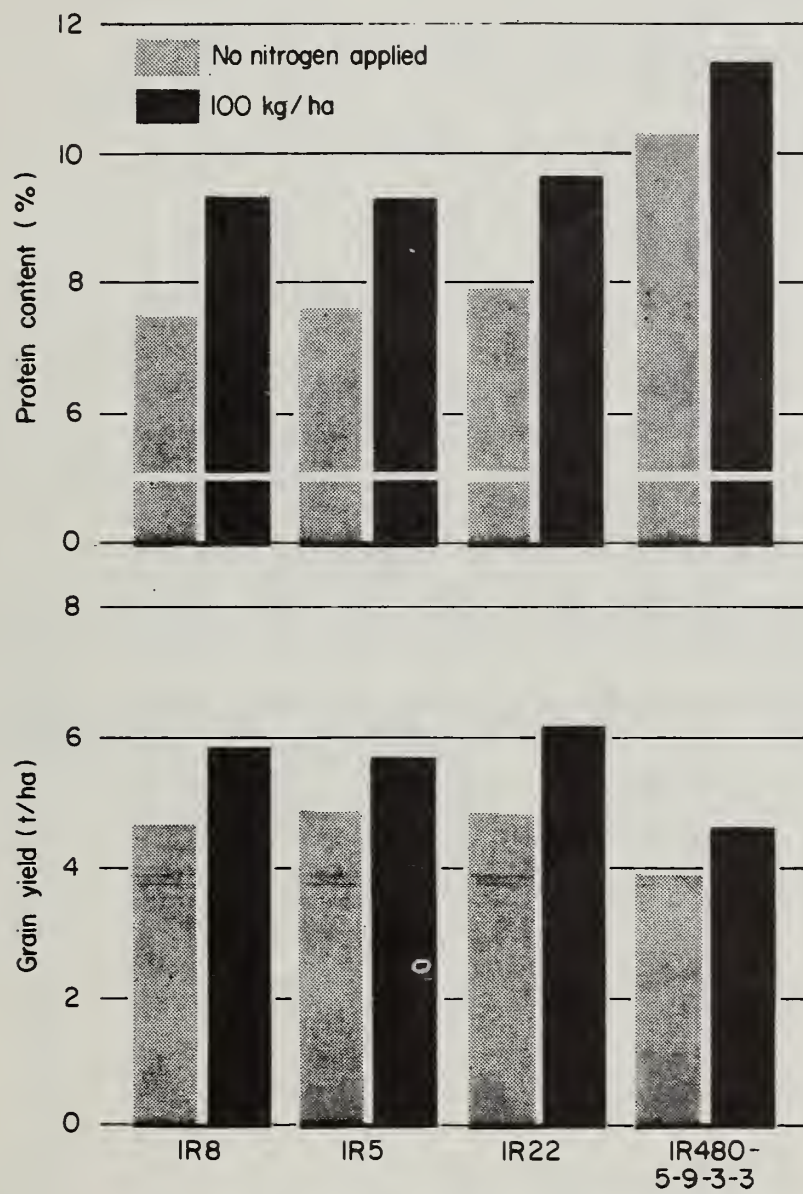 12
No nitrogen applied
100 kg/ha
10
8
6
0
Protein content (%)
8
6
4
2
0
Grain yield (t/ha)
IR8 IR5 IR22 IR480-
5-9-3-3